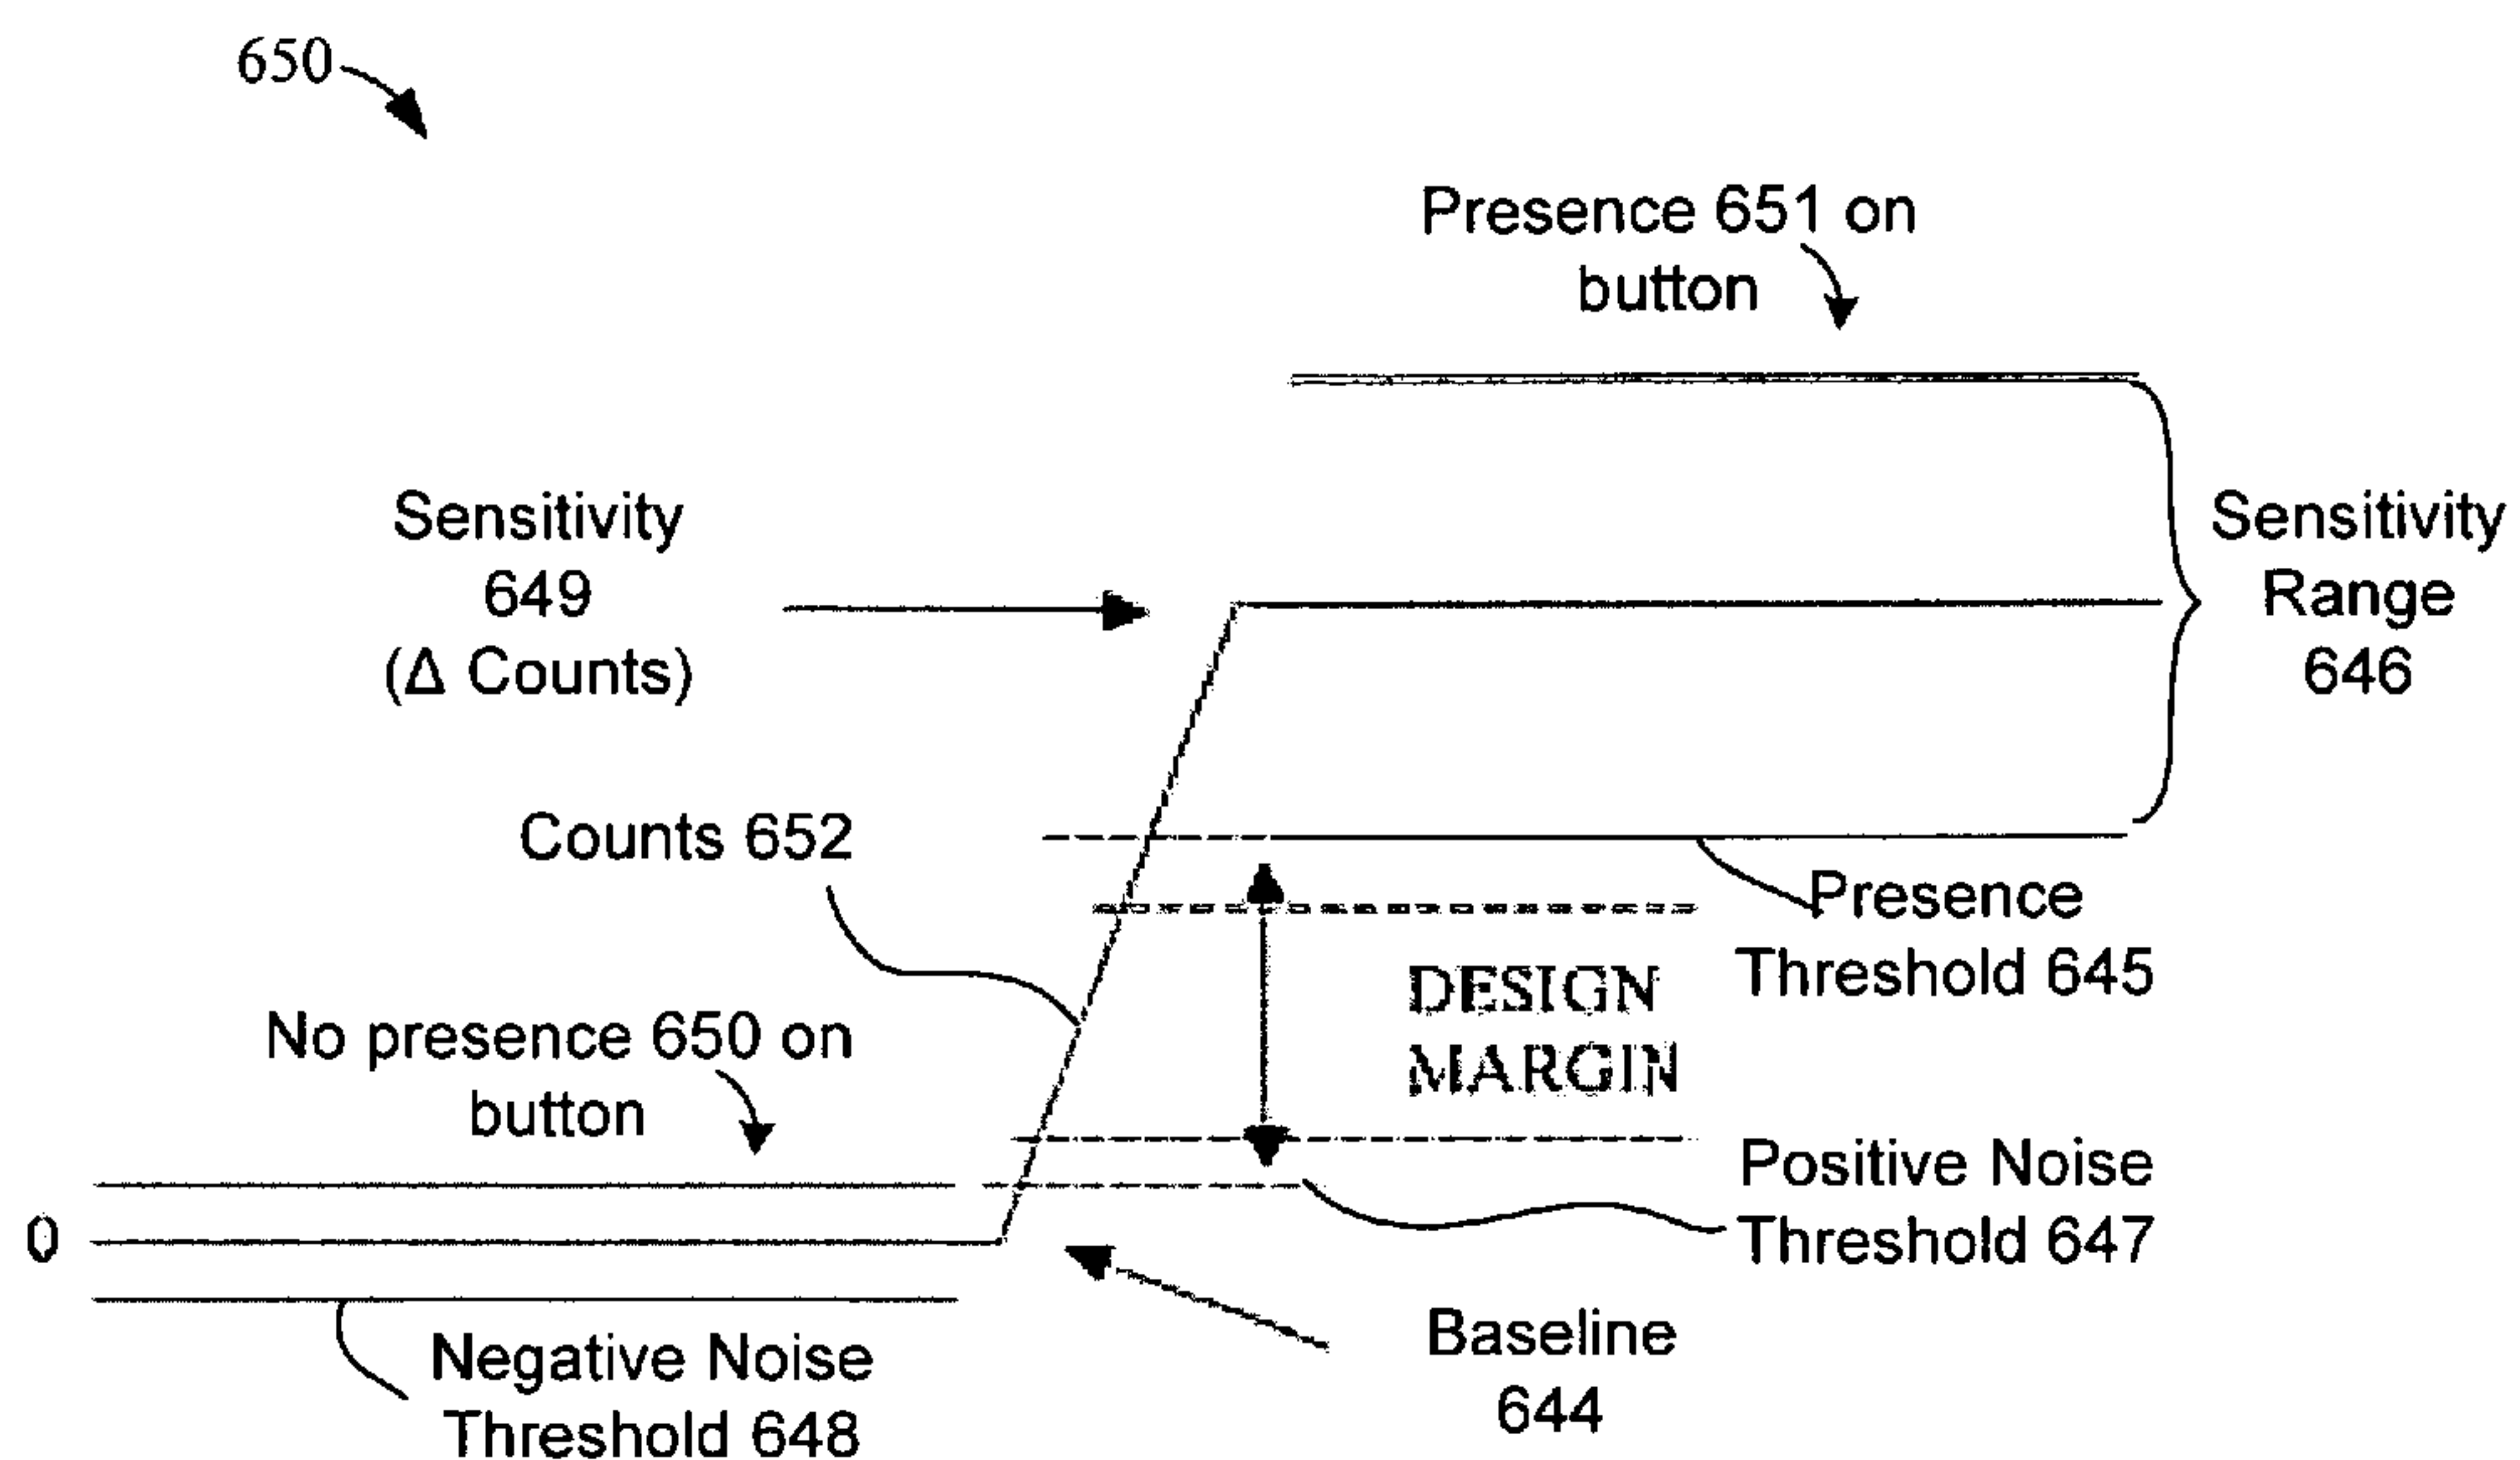 650
Presence 651 on
button
Sensitivity
649
(Δ Counts)
Sensitivity
Range
646
Counts 652
Presence
Threshold 645
DESIGN
MARGIN
No presence 650 on
button
Positive Noise
Threshold 647
0
Baseline
644
Negative Noise
Threshold 648